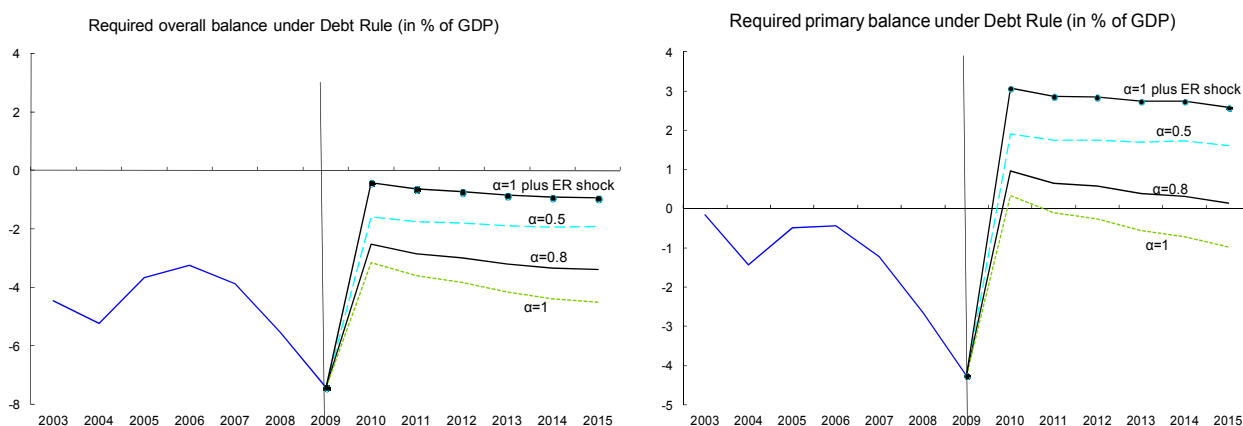 Required overall balance under Debt Rule (in % of GDP)
4
2
0
-2
-4
-6
-8
α=1 plus ER shock
α=0.5
α=0.8
α=1
2003 2004 2005 2006 2007 2008 2009 2010 2011 2012 2013 2014 2015
Required primary balance under Debt Rule (in % of GDP)
4
3
2
1
0
-1
-2
-3
-4
-5
α=1 plus ER shock
α=0.5
α=0.8
α=1
2003 2004 2005 2006 2007 2008 2009 2010 2011 2012 2013 2014 2015